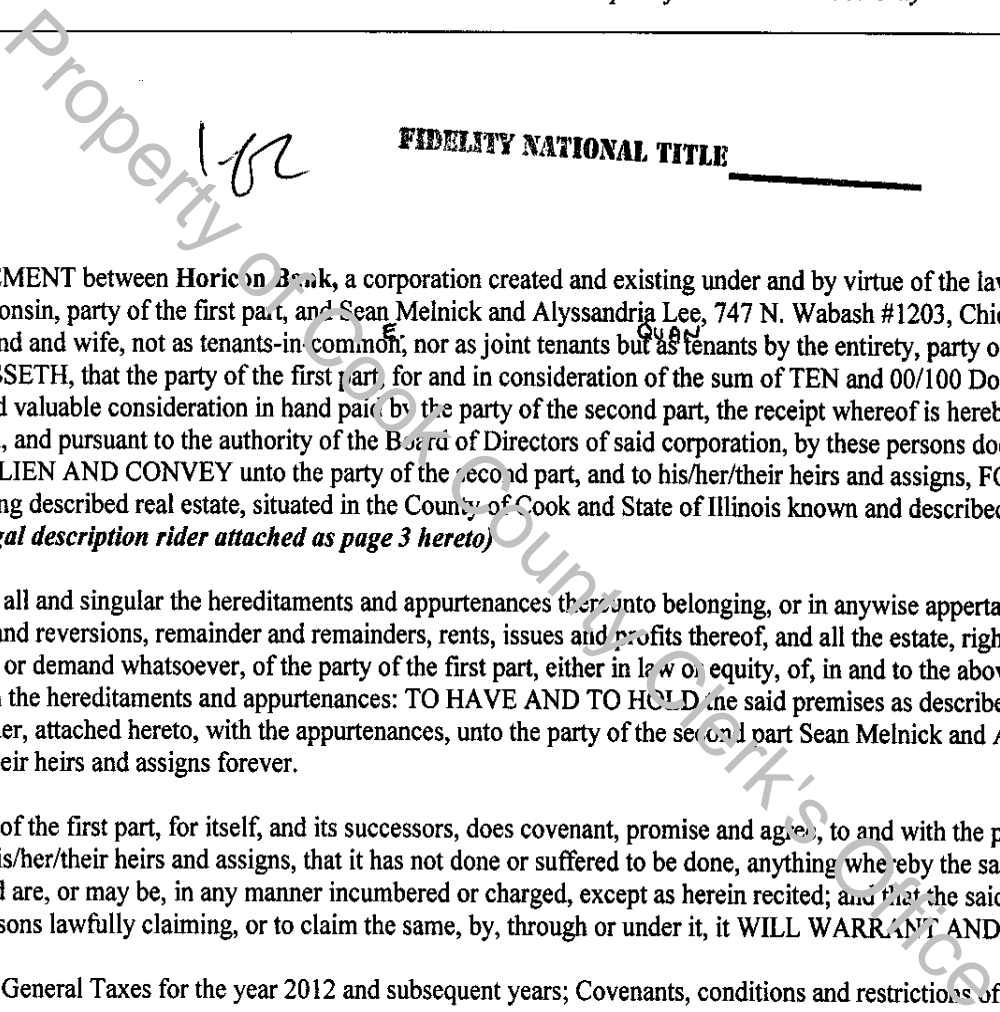 FIDELITY NATIONAL TITLE
EMENT between Horicon Bank, a corporation created and existing under and by virtue of the law
onsin, party of the first part, and Sean Melnick and Alyssandria Lee, 747 N. Wabash #1203, Chi
E QUAN
nd and wife, not as tenants-in common, nor as joint tenants but as tenants by the entirety, party o
SSETH, that the party of the first part, for and in consideration of the sum of TEN and 00/100 Do
d valuable consideration in hand paid by the party of the second part, the receipt whereof is hereb
, and pursuant to the authority of the Board of Directors of said corporation, by these persons do
LIEN AND CONVEY unto the party of the second part, and to his/her/their heirs and assigns, FO
ng described real estate, situated in the County of Cook and State of Illinois known and described
gal description rider attached as page 3 hereto)
all and singular the hereditaments and appurtenances thereunto belonging, or in anywise apperta
and reversions, remainder and remainders, rents, issues and profits thereof, and all the estate, righ
or demand whatsoever, of the party of the first part, either in law or equity, of, in and to the abov
the hereditaments and appurtenances: TO HAVE AND TO HOLD the said premises as describe
er, attached hereto, with the appurtenances, unto the party of the second part Sean Melnick and A
eir heirs and assigns forever.
of the first part, for itself, and its successors, does covenant, promise and agree, to and with the p
is/her/their heirs and assigns, that it has not done or suffered to be done, anything whereby the sa
d are, or may be, in any manner incumbered or charged, except as herein recited; and that the said
sons lawfully claiming, or to claim the same, by, through or under it, it WILL WARRANT AND
General Taxes for the year 2012 and subsequent years; Covenants, conditions and restrictions of
Property of Cook County Clerk's Office